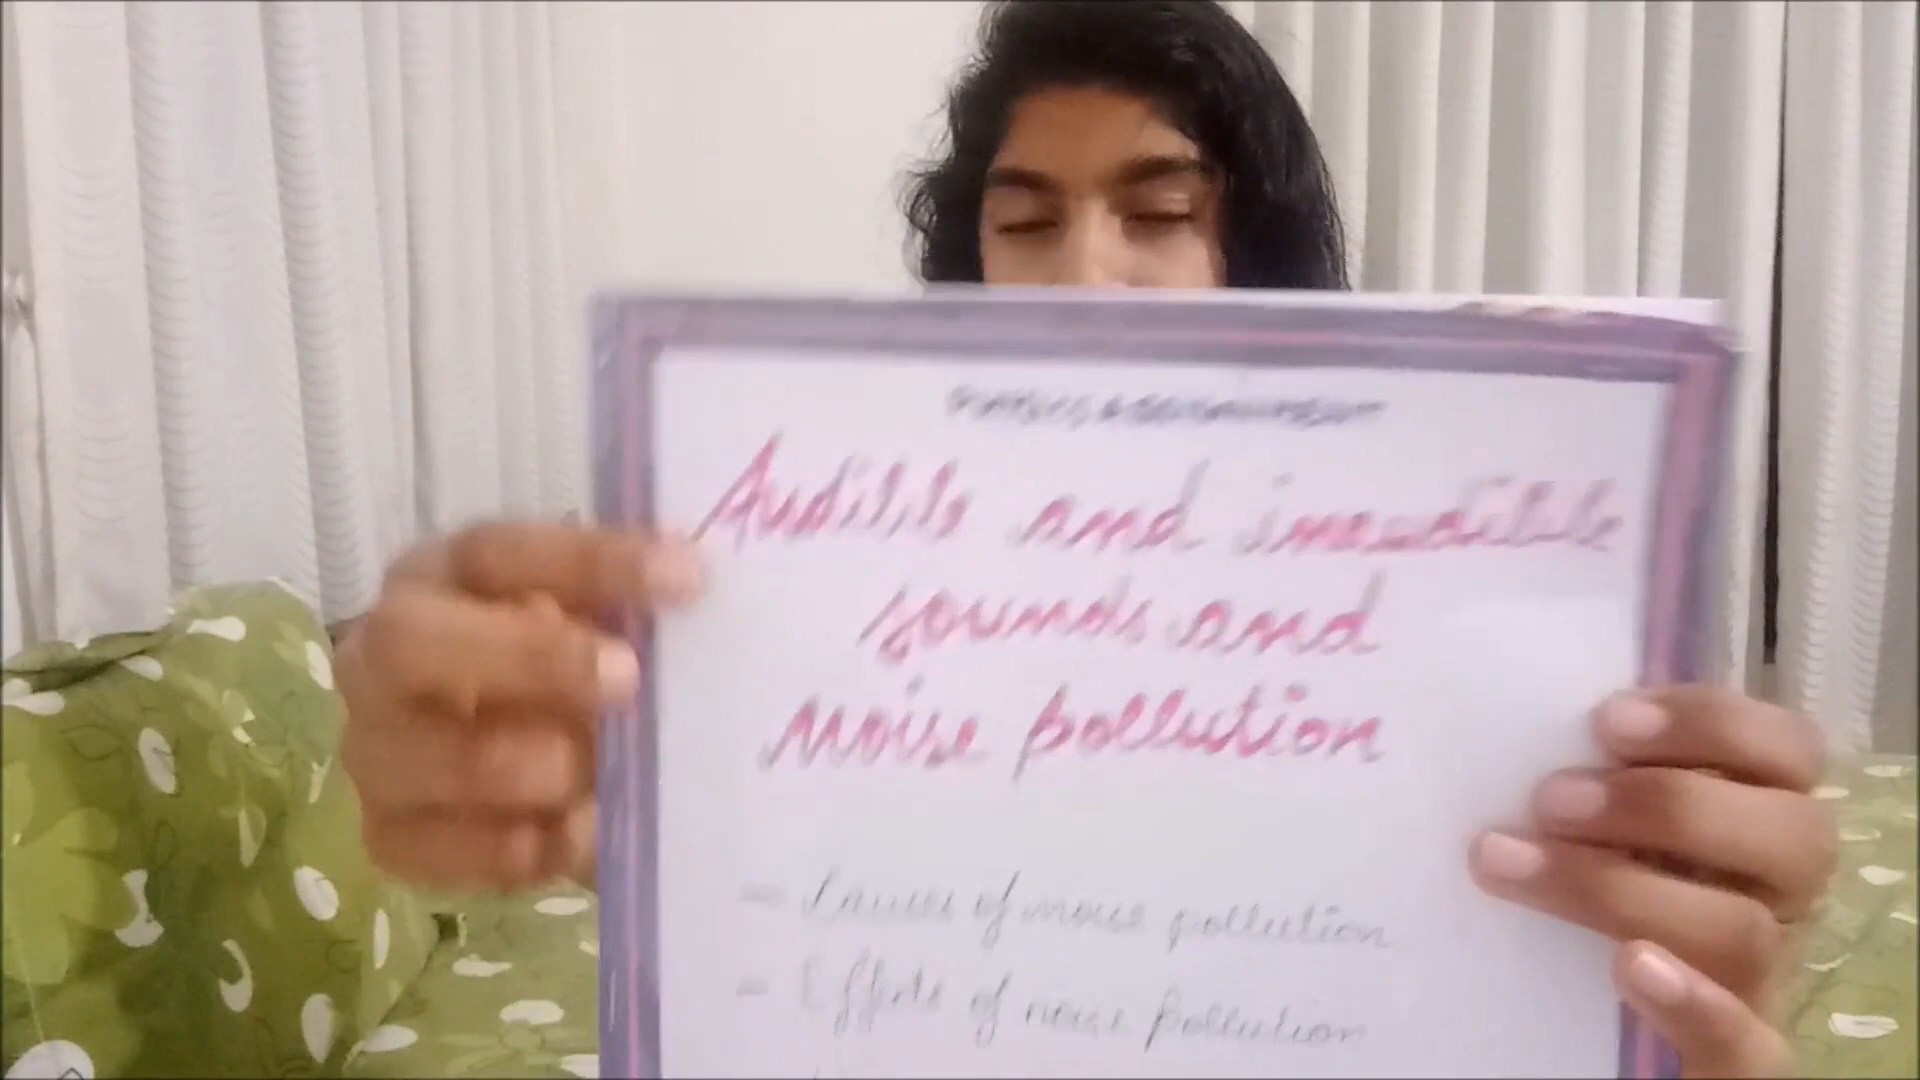 Audible and inaudible
sounds and
Noise pollution
- Causes of noise pollution
- Effects of noise pollution